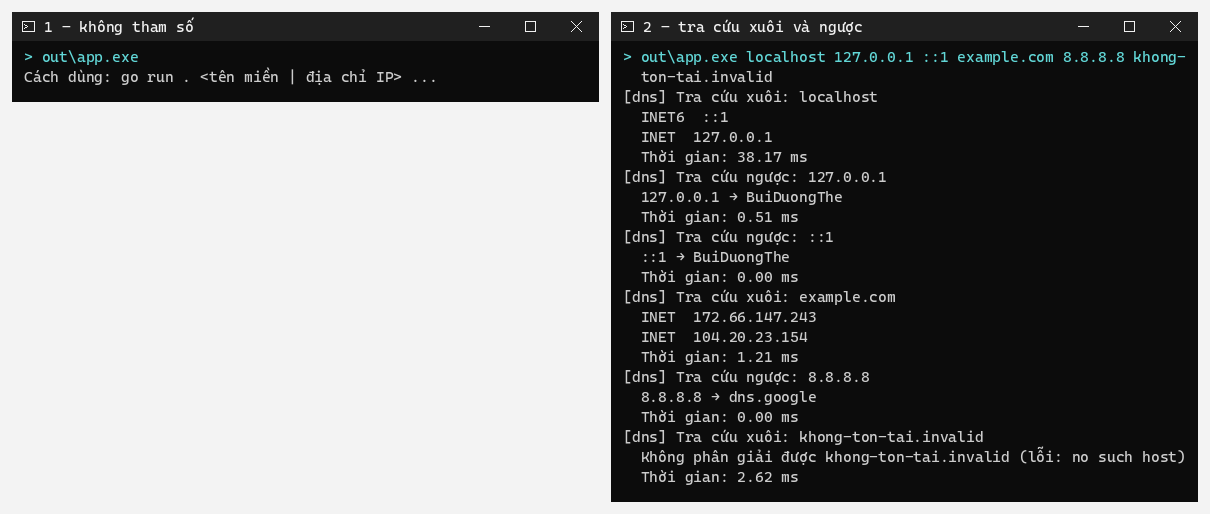 1 — không tham số
> out\app.exe
Cách dùng: go run . <tên miền | địa chỉ IP> ...
2 — tra cứu xuôi và ngược
> out\app.exe localhost 127.0.0.1 ::1 example.com 8.8.8.8 khong-
ton-tai.invalid
[dns] Tra cứu xuôi: localhost
INET6  ::1
INET  127.0.0.1
Thời gian: 38.17 ms
[dns] Tra cứu ngược: 127.0.0.1
127.0.0.1 → BuiDuongThe
Thời gian: 0.51 ms
[dns] Tra cứu ngược: ::1
::1 → BuiDuongThe
Thời gian: 0.00 ms
[dns] Tra cứu xuôi: example.com
INET  172.66.147.243
INET  104.20.23.154
Thời gian: 1.21 ms
[dns] Tra cứu ngược: 8.8.8.8
8.8.8.8 → dns.google
Thời gian: 0.00 ms
[dns] Tra cứu xuôi: khong-ton-tai.invalid
Không phân giải được khong-ton-tai.invalid (lỗi: no such host)
Thời gian: 2.62 ms